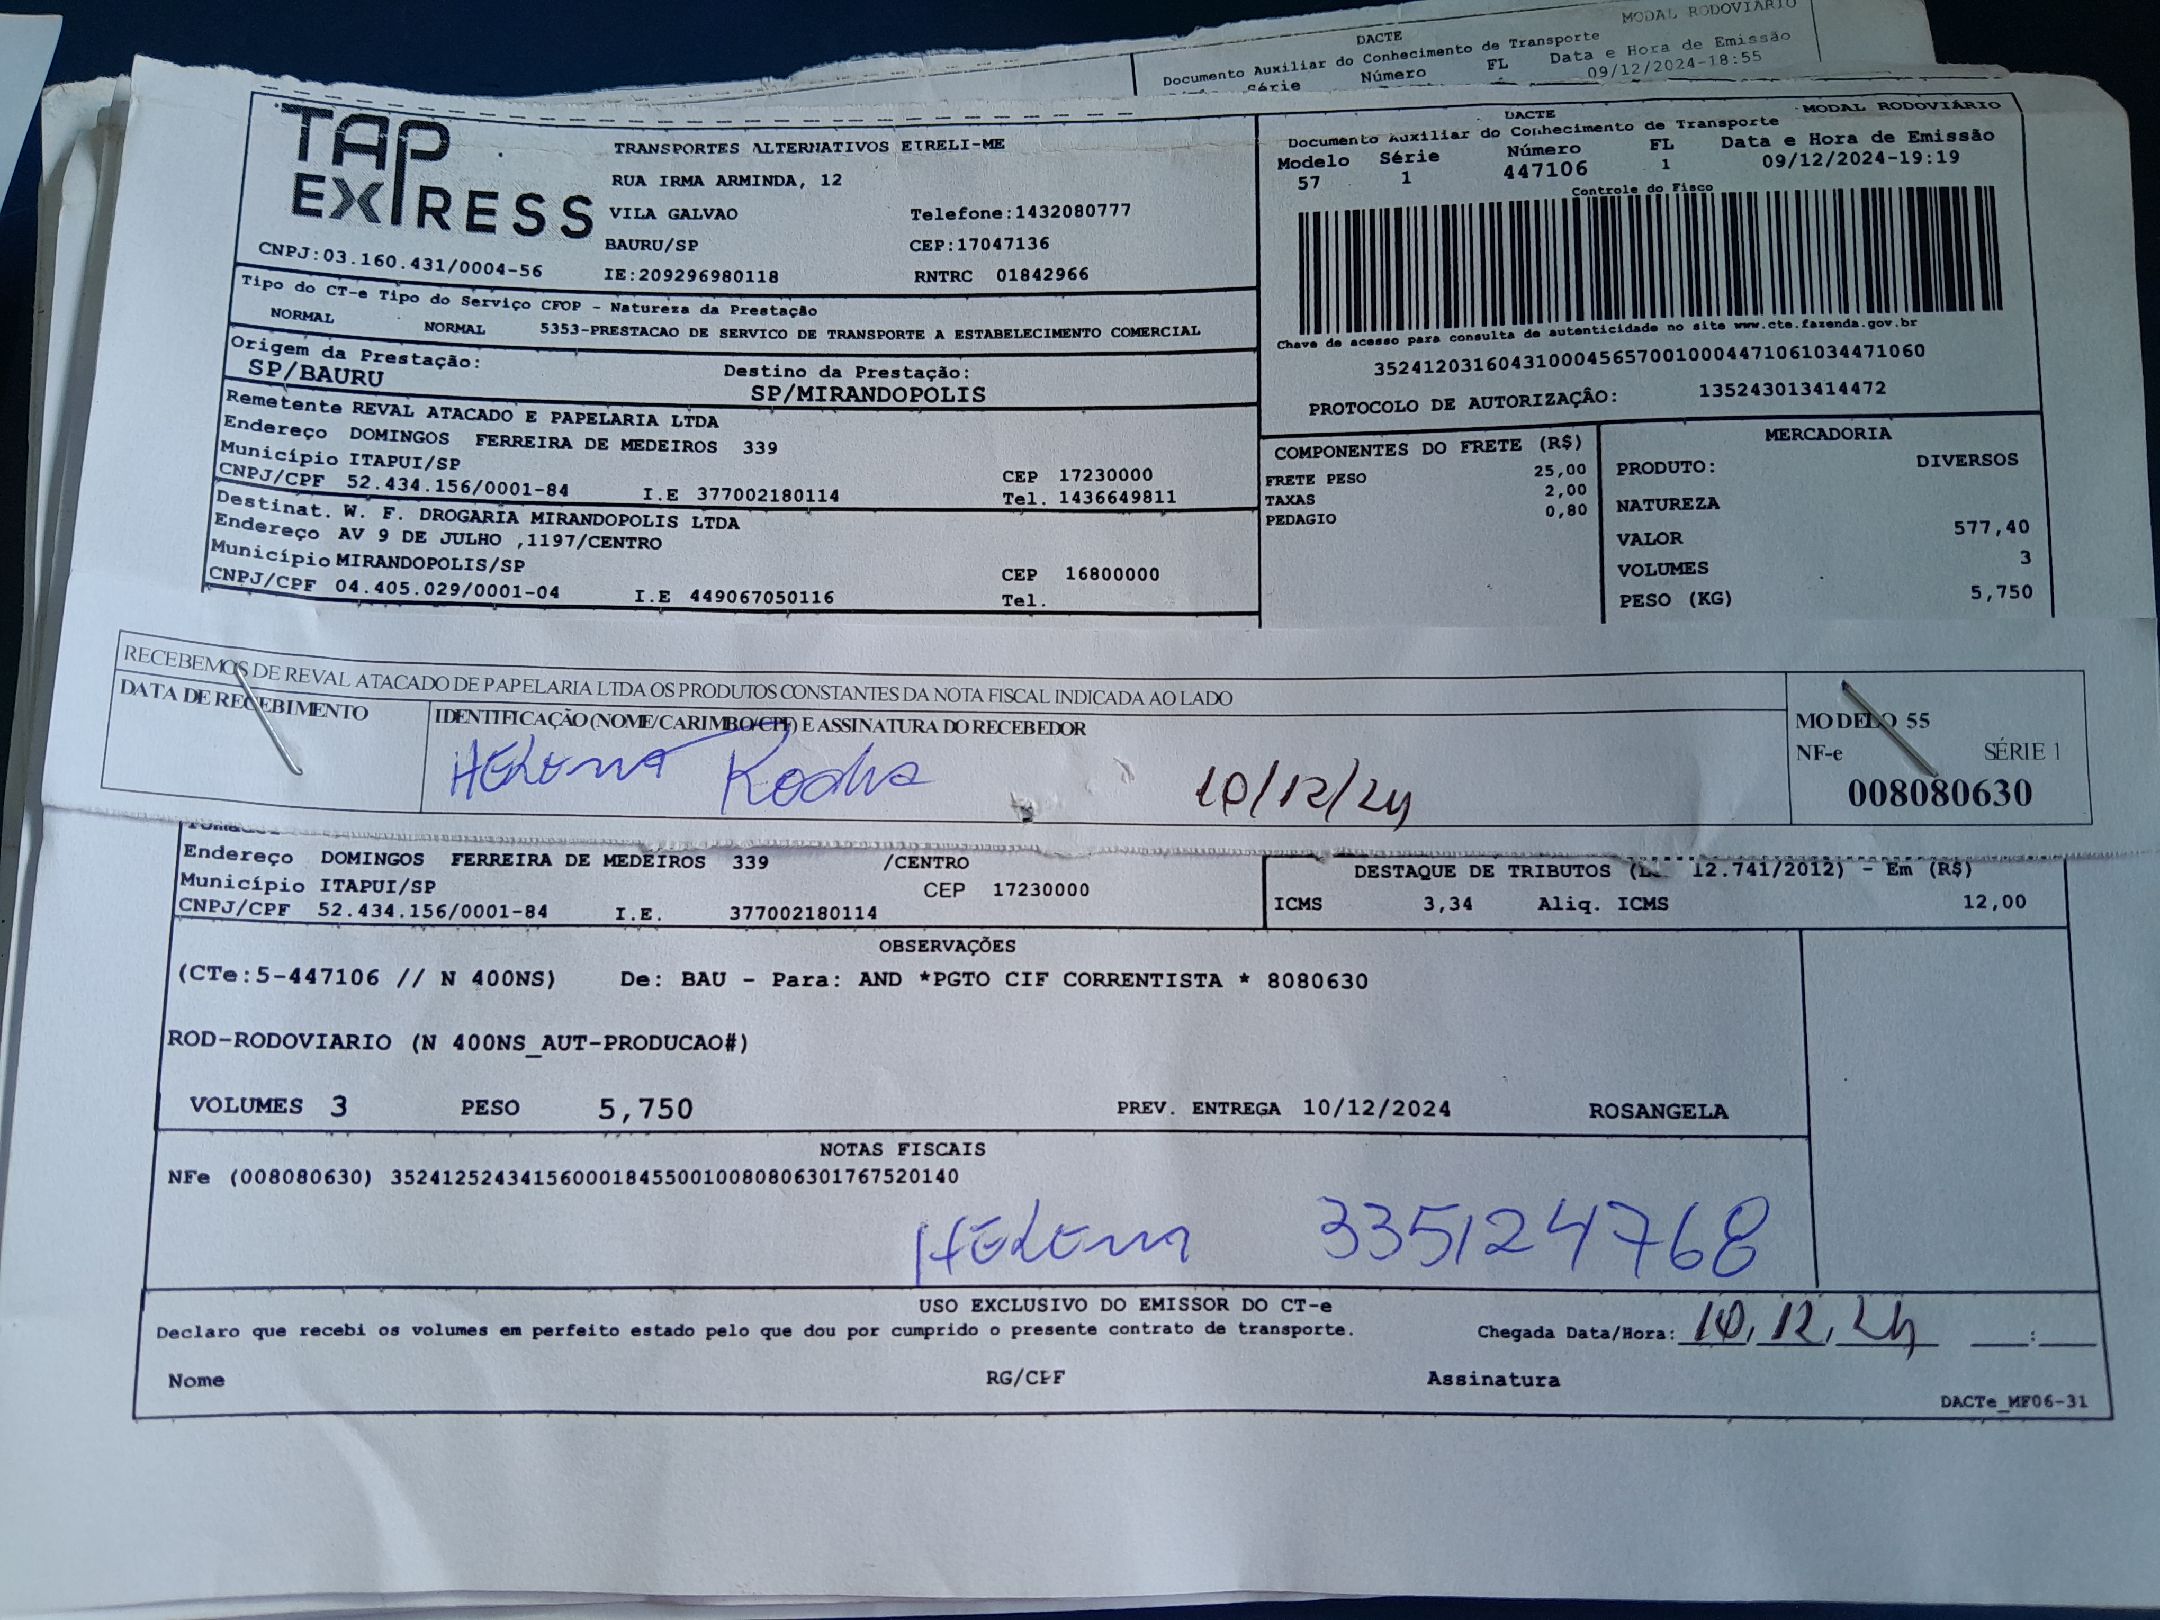 MODAL RODOVIÁRIO
DACTE
Documento Auxiliar do Conhecimento de Transporte
Série Número FL Data e Hora de Emissão
09/12/2024-18:55
TAP EXPRESS
CNPJ:03.160.431/0004-56
TRANSPORTES ALTERNATIVOS EIRELI-ME
RUA IRMA ARMINDA, 12
VILA GALVAO Telefone:1432080777
BAURU/SP CEP:17047136
IE:209296980118 RNTRC 01842966
DACTE MODAL RODOVIÁRIO
Documento Auxiliar do Conhecimento de Transporte
Modelo Série Número FL Data e Hora de Emissão
57 1 447106 1 09/12/2024-19:19
Controle do Fisco
Chave de acesso para consulta de autenticidade no site www.cte.fazenda.gov.br
35241203160431000456570010004471061034471060
PROTOCOLO DE AUTORIZAÇÂO: 135243013414472
Tipo do CT-e Tipo do Serviço CFOP - Natureza da Prestação
NORMAL NORMAL 5353-PRESTACAO DE SERVICO DE TRANSPORTE A ESTABELECIMENTO COMERCIAL
Origem da Prestação: Destino da Prestação:
SP/BAURU SP/MIRANDOPOLIS
Remetente REVAL ATACADO E PAPELARIA LTDA
Endereço DOMINGOS FERREIRA DE MEDEIROS 339
Município ITAPUI/SP CEP 17230000
CNPJ/CPF 52.434.156/0001-84 I.E 377002180114 Tel. 1436649811
Destinat. W. F. DROGARIA MIRANDOPOLIS LTDA
Endereço AV 9 DE JULHO ,1197/CENTRO
Município MIRANDOPOLIS/SP CEP 16800000
CNPJ/CPF 04.405.029/0001-04 I.E 449067050116 Tel.
COMPONENTES DO FRETE (R$)
FRETE PESO 25,00
TAXAS 2,00
PEDAGIO 0,80
MERCADORIA
PRODUTO: DIVERSOS
NATUREZA
VALOR 577,40
VOLUMES 3
PESO (KG) 5,750
RECEBEMOS DE REVAL ATACADO DE PAPELARIA LTDA OS PRODUTOS CONSTANTES DA NOTA FISCAL INDICADA AO LADO
DATA DE RECEBIMENTO IDENTIFICAÇÃO (NOME/CARIMBO/CPF) E ASSINATURA DO RECEBEDOR
HELENA Rocha 10/12/24
MODELO 55
NF-e SÉRIE 1
008080630
Endereço DOMINGOS FERREIRA DE MEDEIROS 339 /CENTRO
Município ITAPUI/SP CEP 17230000
CNPJ/CPF 52.434.156/0001-84 I.E. 377002180114
DESTAQUE DE TRIBUTOS 12.741/2012) - Em (R$)
ICMS 3,34 Aliq. ICMS 12,00
OBSERVAÇÕES
(CTe:5-447106 // N 400NS) De: BAU - Para: AND *PGTO CIF CORRENTISTA * 8080630
ROD-RODOVIARIO (N 400NS_AUT-PRODUCAO#)
VOLUMES 3 PESO 5,750 PREV. ENTREGA 10/12/2024 ROSANGELA
NOTAS FISCAIS
NFe (008080630) 35241252434156000184550010080806301767520140
HELENA 335124768
USO EXCLUSIVO DO EMISSOR DO CT-e
Declaro que recebi os volumes em perfeito estado pelo que dou por cumprido o presente contrato de transporte. Chegada Data/Hora: 10, 12, 24 ___:___
Nome RG/CPF Assinatura
DACTe_MF06-31